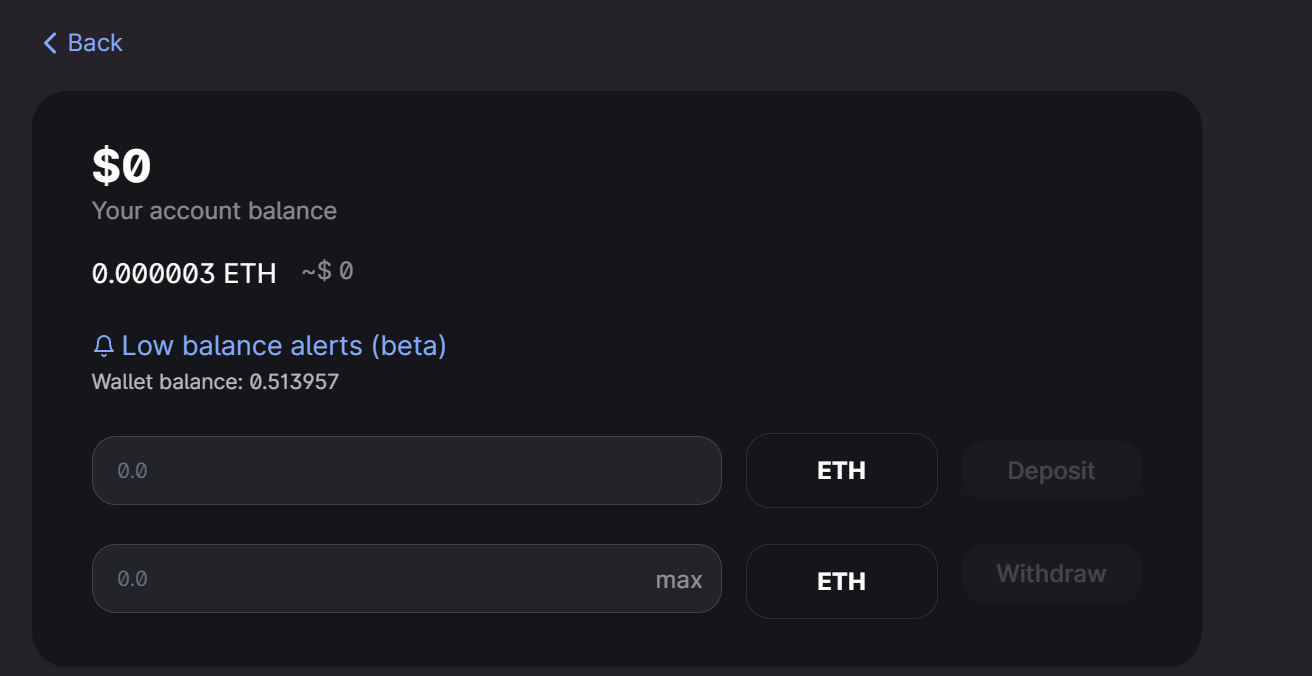 Back
$0
Your account balance
0.000003 ETH ~$ 0
Low balance alerts (beta)
Wallet balance: 0.513957
0.0 ETH Deposit
0.0 max ETH Withdraw